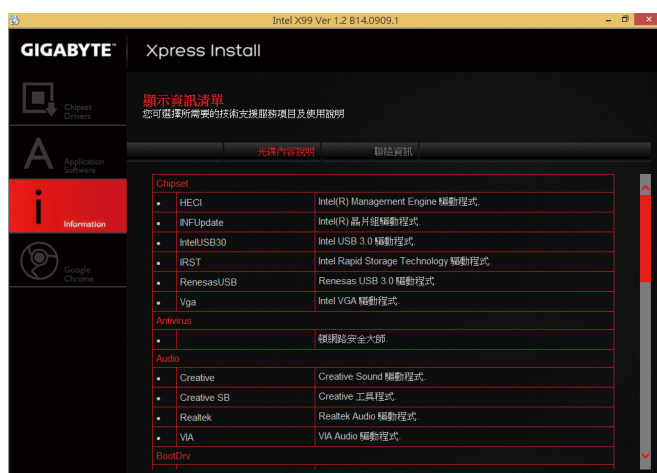 Intel X99 Ver 1.2 B14.0909.1
GIGABYTE™ Xpress Install
Chipset
Drivers
Application
Software
Information
Google
Chrome
顯示資訊清單
您可選擇所需要的技術支援服務項目及使用說明
光碟內容說明 聯絡資訊
Chipset
• HECI Intel(R) Management Engine 驅動程式.
• INFUpdate Intel(R) 晶片組驅動程式.
• IntelUSB30 Intel USB 3.0 驅動程式.
• IRST Intel Rapid Storage Technology 驅動程式.
• RenesasUSB Renesas USB 3.0 驅動程式.
• Vga Intel VGA 驅動程式.
Antivirus
• 頓網路安全大師.
Audio
• Creative Creative Sound 驅動程式.
• Creative SB Creative 工具程式.
• Realtek Realtek Audio 驅動程式.
• VIA VIA Audio 驅動程式.
BootDrv